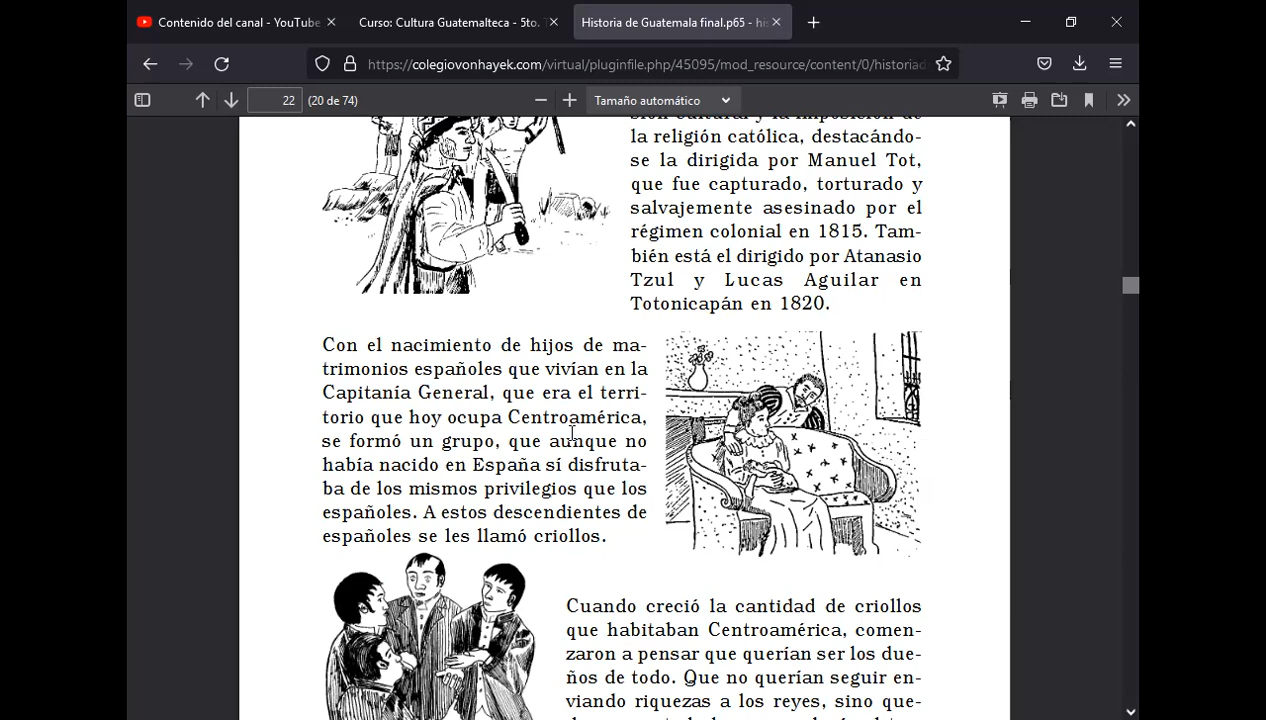 Contenido del canal - YouTube
Curso: Cultura Guatemalteca - 5to.
Historia de Guatemala final.p65 - his
https://colegiovonhayek.com/virtual/pluginfile.php/45095/mod_resource/content/0/historiad
22
(20 de 74)
Tamaño automático
sión cultural y la imposición de
la religión católica, destacándo-
se la dirigida por Manuel Tot,
que fue capturado, torturado y
salvajemente asesinado por el
régimen colonial en 1815. Tam-
bién está el dirigido por Atanasio
Tzul y Lucas Aguilar en
Totonicapán en 1820.
Con el nacimiento de hijos de ma-
trimonios españoles que vivían en la
Capitanía General, que era el terri-
torio que hoy ocupa Centroamérica,
se formó un grupo, que aunque no
había nacido en España sí disfruta-
ba de los mismos privilegios que los
españoles. A estos descendientes de
españoles se les llamó criollos.
Cuando creció la cantidad de criollos
que habitaban Centroamérica, comen-
zaron a pensar que querían ser los due-
ños de todo. Que no querían seguir en-
viando riquezas a los reyes, sino que-